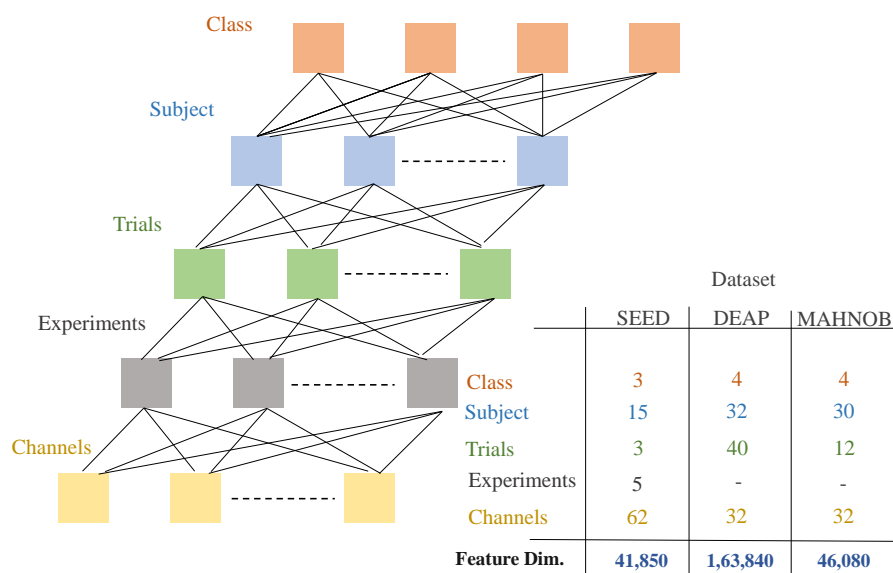 Class
Subject
Trials
Experiments
Channels
Dataset
SEED DEAP MAHNOB
Class 3 4 4
Subject 15 32 30
Trials 3 40 12
Experiments 5 - -
Channels 62 32 32
Feature Dim. 41,850 1,63,840 46,080